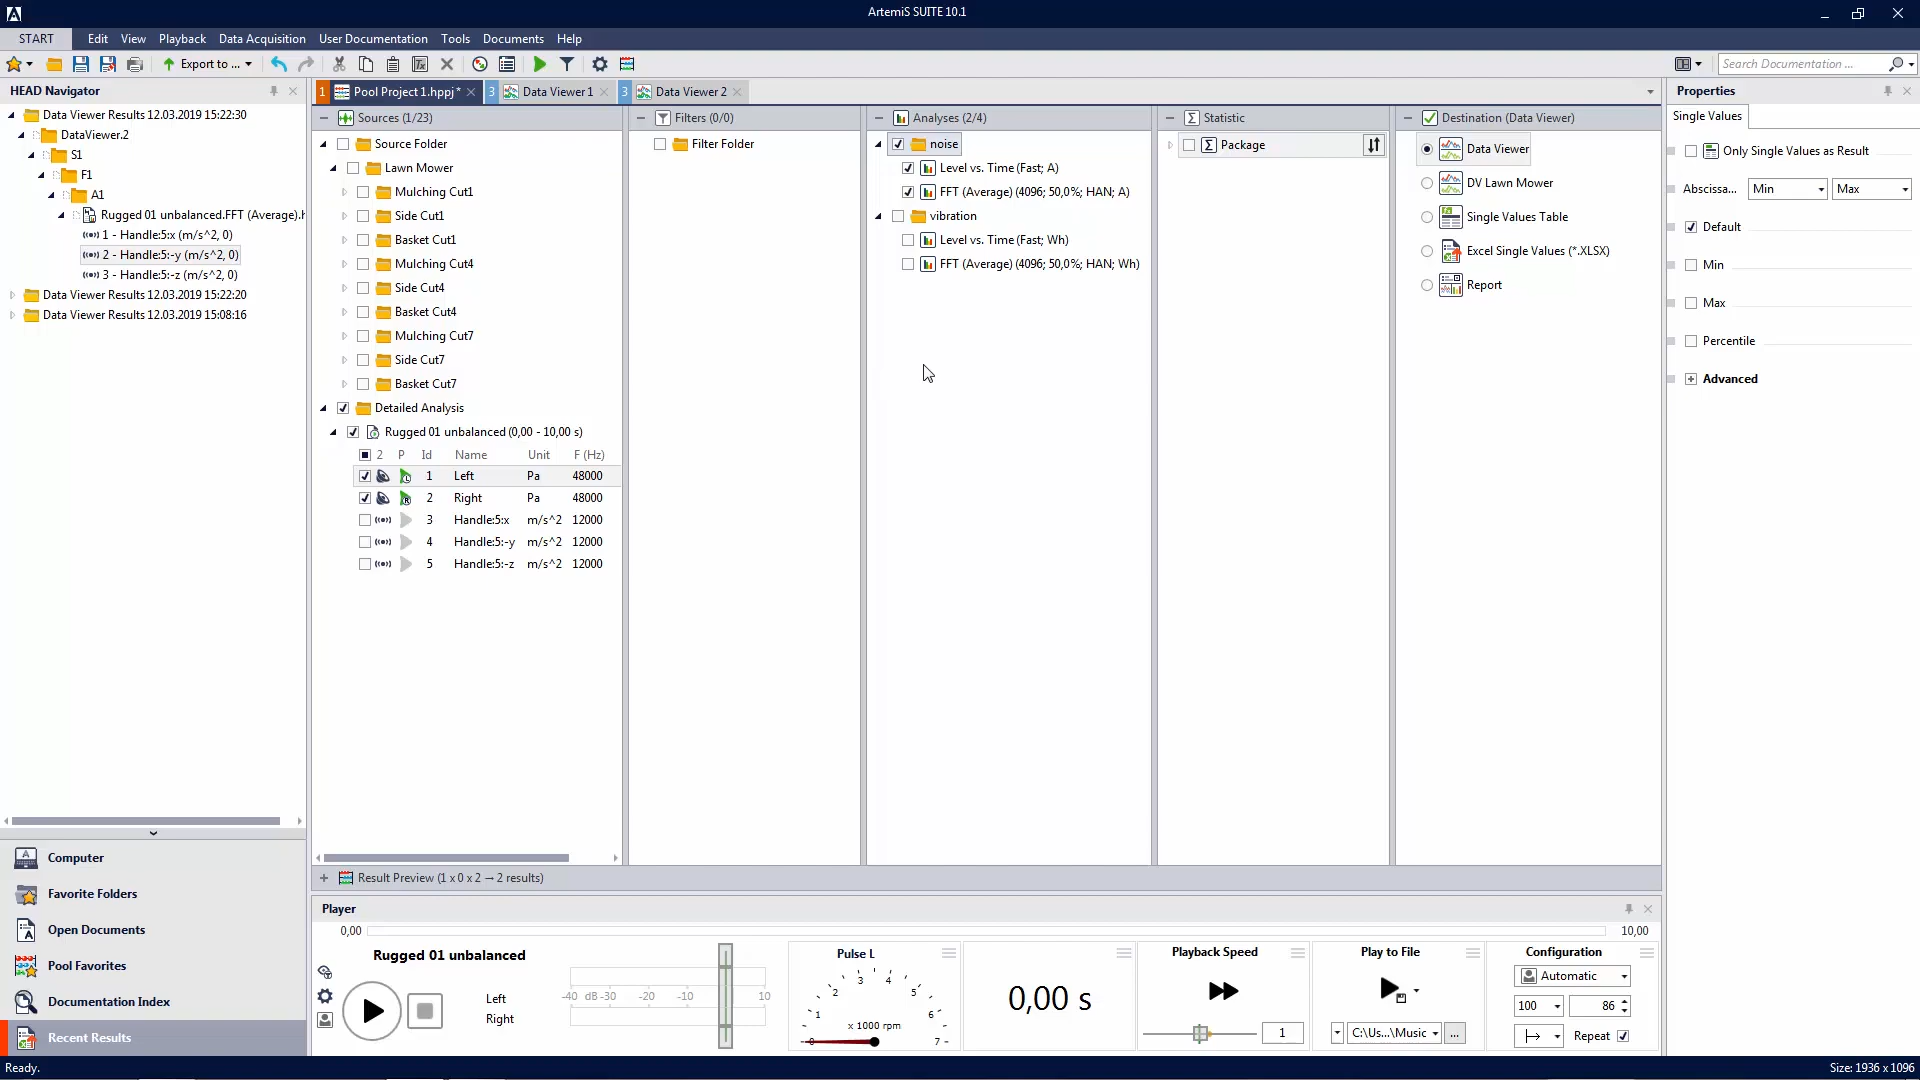 ArtemiS SUITE 10.1
START Edit View Playback Data Acquisition User Documentation Tools Documents Help
Export to ... Search Documentation ...
HEAD Navigator
Data Viewer Results 12.03.2019 15:22:30
DataViewer.2
S1
F1
A1
Rugged 01 unbalanced.FFT (Average).h
1 - Handle:5:x (m/s^2, 0)
2 - Handle:5:-y (m/s^2, 0)
3 - Handle:5:-z (m/s^2, 0)
Data Viewer Results 12.03.2019 15:22:20
Data Viewer Results 12.03.2019 15:08:16
Computer
Favorite Folders
Open Documents
Pool Favorites
Documentation Index
Recent Results
1 Pool Project 1.hppj * 3 Data Viewer 1 3 Data Viewer 2
Sources (1/23)
Source Folder
Lawn Mower
Mulching Cut1
Side Cut1
Basket Cut1
Mulching Cut4
Side Cut4
Basket Cut4
Mulching Cut7
Side Cut7
Basket Cut7
Detailed Analysis
Rugged 01 unbalanced (0,00 - 10,00 s)
2 P Id Name Unit F (Hz)
1 Left Pa 48000
2 Right Pa 48000
3 Handle:5:x m/s^2 12000
4 Handle:5:-y m/s^2 12000
5 Handle:5:-z m/s^2 12000
Filters (0/0)
Filter Folder
Analyses (2/4)
noise
Level vs. Time (Fast; A)
FFT (Average) (4096; 50,0%; HAN; A)
vibration
Level vs. Time (Fast; Wh)
FFT (Average) (4096; 50,0%; HAN; Wh)
Statistic
Package
Destination (Data Viewer)
Data Viewer
DV Lawn Mower
Single Values Table
Excel Single Values (*.XLSX)
Report
Properties
Single Values
Only Single Values as Result
Abscissa... Min Max
Default
Min
Max
Percentile
Advanced
Result Preview (1 x 0 x 2 → 2 results)
Player
0,00 10,00
Rugged 01 unbalanced
Left
Right
-40 dB -30 -20 -10 10
Pulse L
0 1 2 3 4 5 6 7
x 1000 rpm
0,00 s
Playback Speed
1
Play to File
C:\Us...\Music ...
Configuration
Automatic
100 86
Repeat
Ready. Size: 1936 x 1096